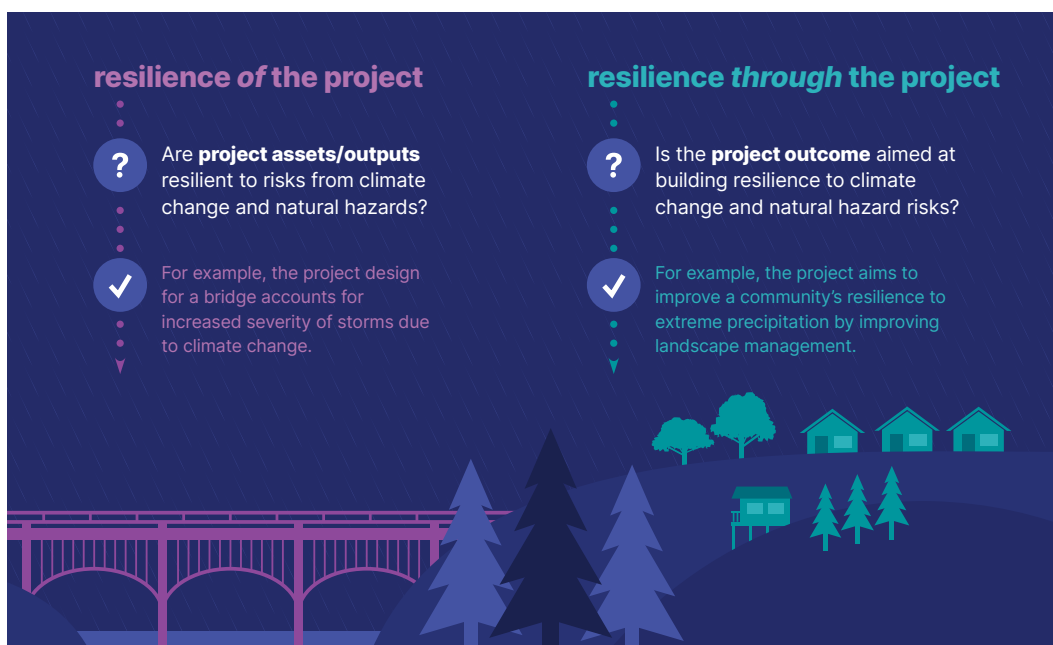 resilience of the project
?
Are project assets/outputs
resilient to risks from climate
change and natural hazards?
For example, the project design
for a bridge accounts for
increased severity of storms due
to climate change.
resilience through the project
?
Is the project outcome aimed at
building resilience to climate
change and natural hazard risks?
For example, the project aims to
improve a community’s resilience to
extreme precipitation by improving
landscape management.